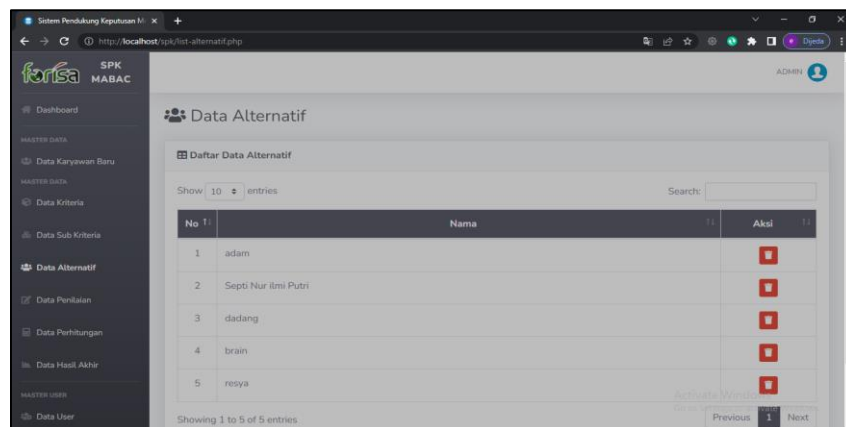 Sistem Pendukung Keputusan M
http://localhost/spk/list-alternatif.php
Dijeda
forisa
SPK
MABAC
ADMIN
Dashboard
MASTER DATA
Data Karyawan Baru
MASTER DATA
Data Kriteria
Data Sub Kriteria
Data Alternatif
Data Penilaian
Data Perhitungan
Data Hasil Akhir
MASTER USER
Data User
Data Alternatif
Daftar Data Alternatif
Show 10 entries
Search:
No Nama Aksi
1 adam
2 Septi Nur ilmi Putri
3 dadang
4 brain
5 resya
Activate Windows
Showing 1 to 5 of 5 entries
Previous 1 Next